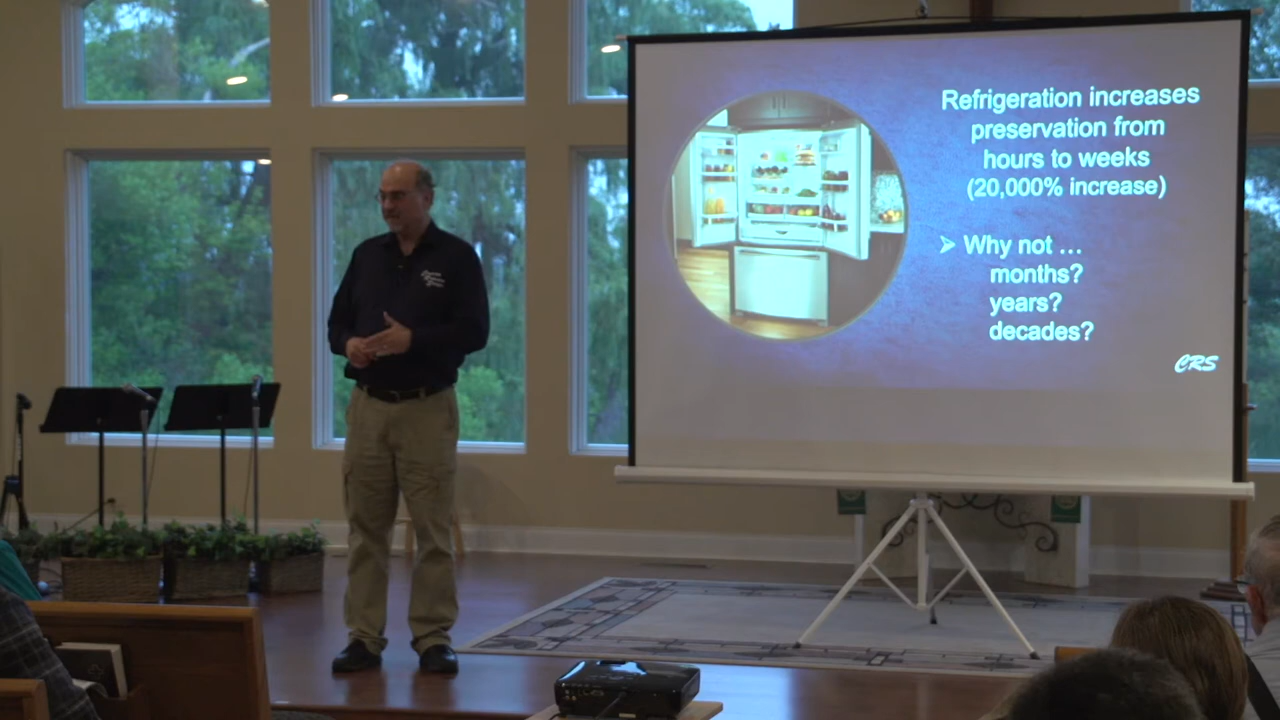 Refrigeration increases
preservation from
hours to weeks
(20,000% increase)
➢ Why not ...
months?
years?
decades?
CRS